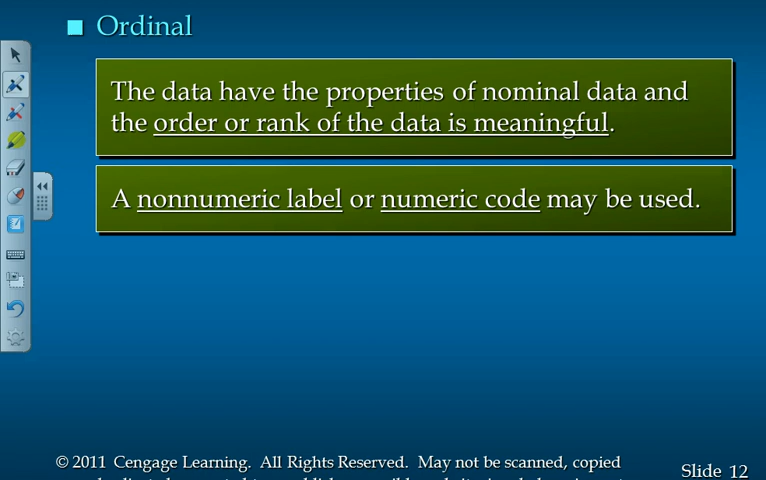 Ordinal
The data have the properties of nominal data and
the order or rank of the data is meaningful.
A nonnumeric label or numeric code may be used.
© 2011 Cengage Learning. All Rights Reserved. May not be scanned, copied
Slide 12